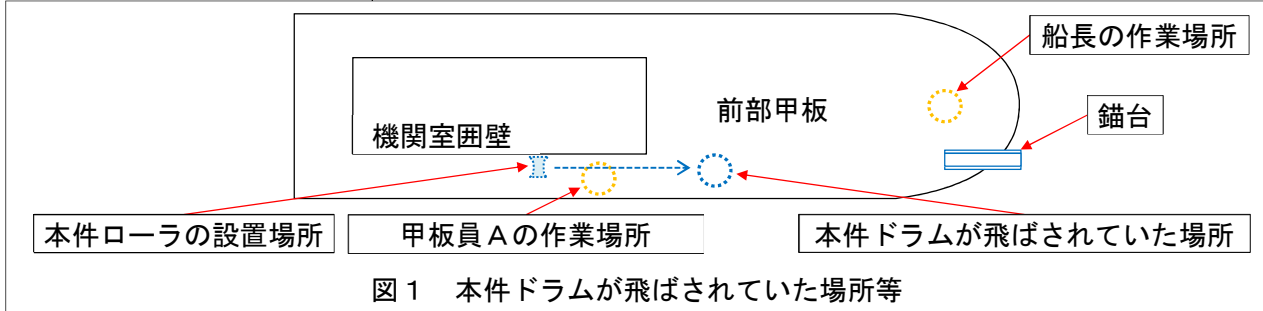 船長の作業場所
前部甲板
錨台
機関室囲壁
本件ローラの設置場所
甲板員Aの作業場所
本件ドラムが飛ばされていた場所
図1 本件ドラムが飛ばされていた場所等